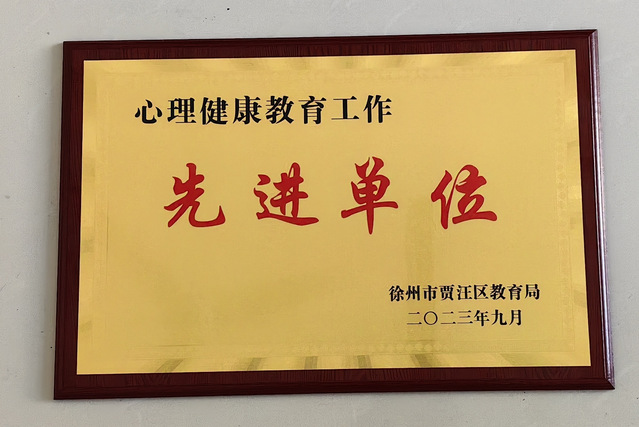 心理健康教育工作
先进单位
徐州市贾汪区教育局
二〇二三年九月